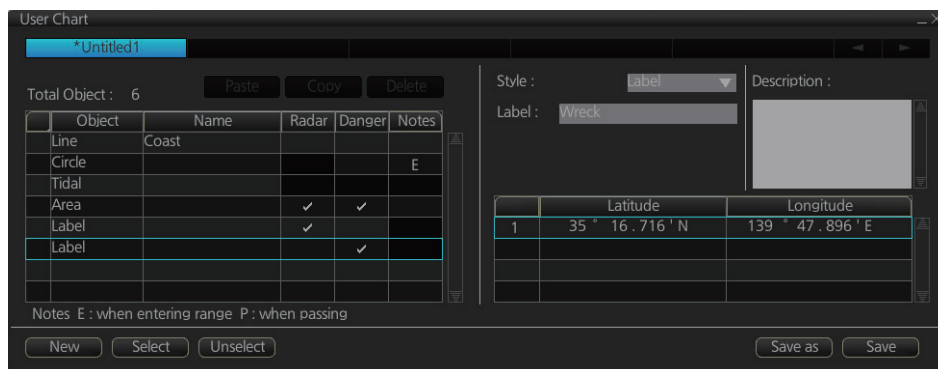 User Chart
*Untitled1
Total Object : 6
Paste Copy Delete
Object Name Radar Danger Notes
Line Coast
Circle E
Tidal
Area ✓ ✓
Label ✓
Label ✓
Notes E : when entering range P : when passing
Style : Label
Label : Wreck
Description :
Latitude Longitude
1 35 ° 16 . 716 ' N 139 ° 47 . 896 ' E
New Select Unselect Save as Save